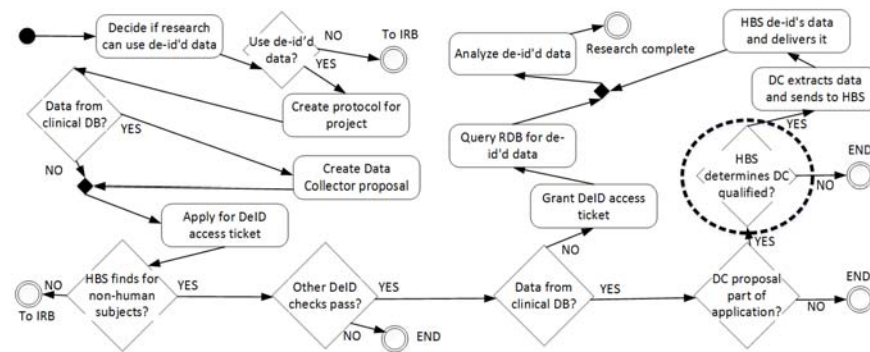 Decide if research
can use de-id'd data
Use de-id'd
data?
NO
YES
To IRB
Create protocol for
project
Data from
clinical DB?
YES
NO
Create Data
Collector proposal
Apply for DeID
access ticket
HBS finds for
non-human
subjects?
NO
To IRB
YES
Other DeID
checks pass?
YES
NO
END
Data from
clinical DB?
NO
YES
Grant DeID access
ticket
Query RDB for de-
id'd data
Analyze de-id'd data
Research complete
DC proposal
part of
application?
NO
END
YES
HBS
determines DC
qualified?
NO
END
YES
DC extracts data
and sends to HBS
HBS de-id's data
and delivers it